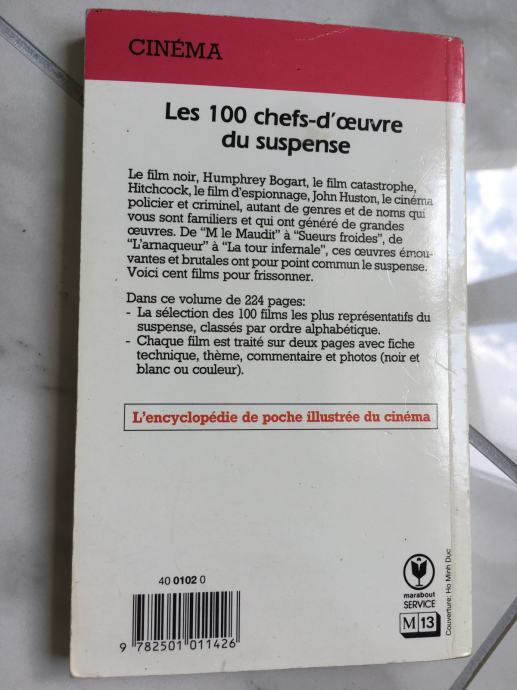 CINÉMA
Les 100 chefs-d'œuvre
du suspense
Le film noir, Humphrey Bogart, le film catastrophe,
Hitchcock, le film d'espionnage, John Huston, le cinéma
policier et criminel, autant de genres et de noms qui
vous sont familiers et qui ont généré de grandes
œuvres. De "M le Maudit" à "Sueurs froides", de
"L'arnaqueur" à "La tour infernale", ces œuvres émou-
vantes et brutales ont pour point commun le suspense.
Voici cent films pour frissonner.
Dans ce volume de 224 pages:
- La sélection des 100 films les plus représentatifs du
suspense, classés par ordre alphabétique.
- Chaque film est traité sur deux pages avec fiche
technique, thème, commentaire et photos (noir et
blanc ou couleur).
L'encyclopédie de poche illustrée du cinéma
40 0102 0
9 782501 011426
marabout
SERVICE
M 13
Couverture: Ho Minh Duc